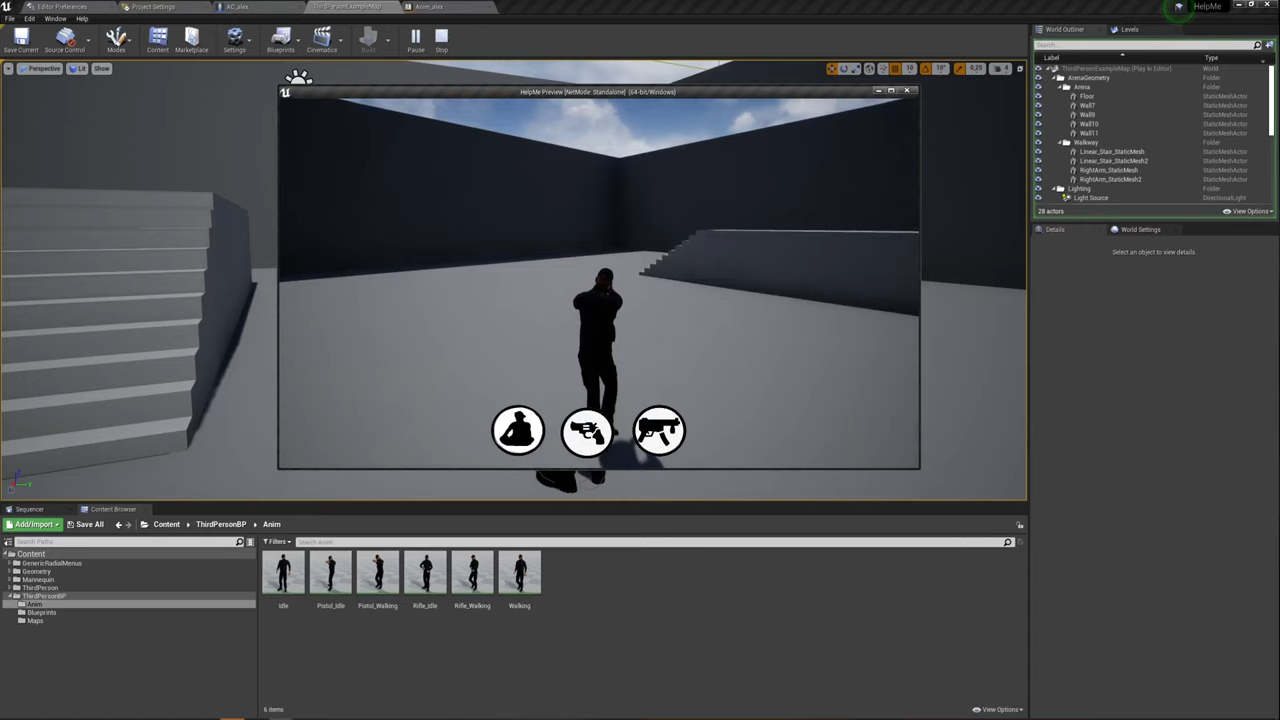 Editor Preferences
Project Settings
AC_alex
ThirdPersonExampleMap
Anim_alex
HelpMe
File Edit Window Help
Save Current
Source Control
Modes
Content
Marketplace
Settings
Blueprints
Cinematics
Build
Pause
Stop
Perspective
Lit
Show
10
10°
0,25
4
HelpMe Preview [NetMode: Standalone] (64-bit/Windows)
World Outliner
Levels
Search...
Label Type
ThirdPersonExampleMap (Play In Editor) World
ArenaGeometry Folder
Arena Folder
Floor StaticMeshActor
Wall7 StaticMeshActor
Wall9 StaticMeshActor
Wall10 StaticMeshActor
Wall11 StaticMeshActor
Walkway Folder
Linear_Stair_StaticMesh StaticMeshActor
Linear_Stair_StaticMesh2 StaticMeshActor
RightArm_StaticMesh StaticMeshActor
RightArm_StaticMesh2 StaticMeshActor
Lighting Folder
Light Source DirectionalLight
28 actors
View Options
Details
World Settings
Select an object to view details.
Sequencer
Content Browser
Add/Import
Save All
Content
ThirdPersonBP
Anim
Search Paths
Filters
Search Anim
Content
GenericRadialMenus
Geometry
Mannequin
ThirdPerson
ThirdPersonBP
Anim
Blueprints
Maps
Idle
Pistol_Idle
Pistol_Walking
Rifle_Idle
Rifle_Walking
Walking
6 items
View Options